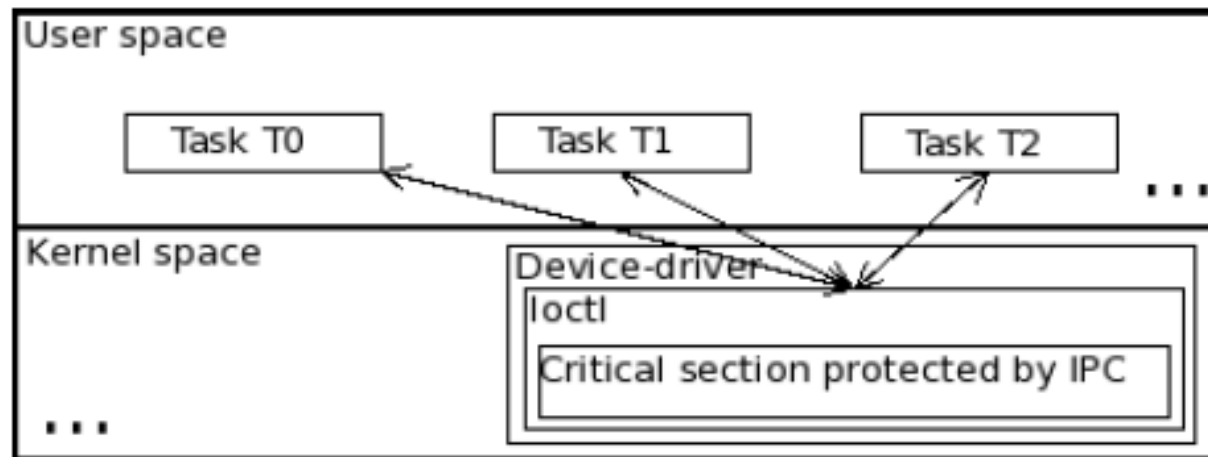 User space
Task T0
Task T1
Task T2
...
Kernel space
Device-driver
Ioctl
Critical section protected by IPC
...